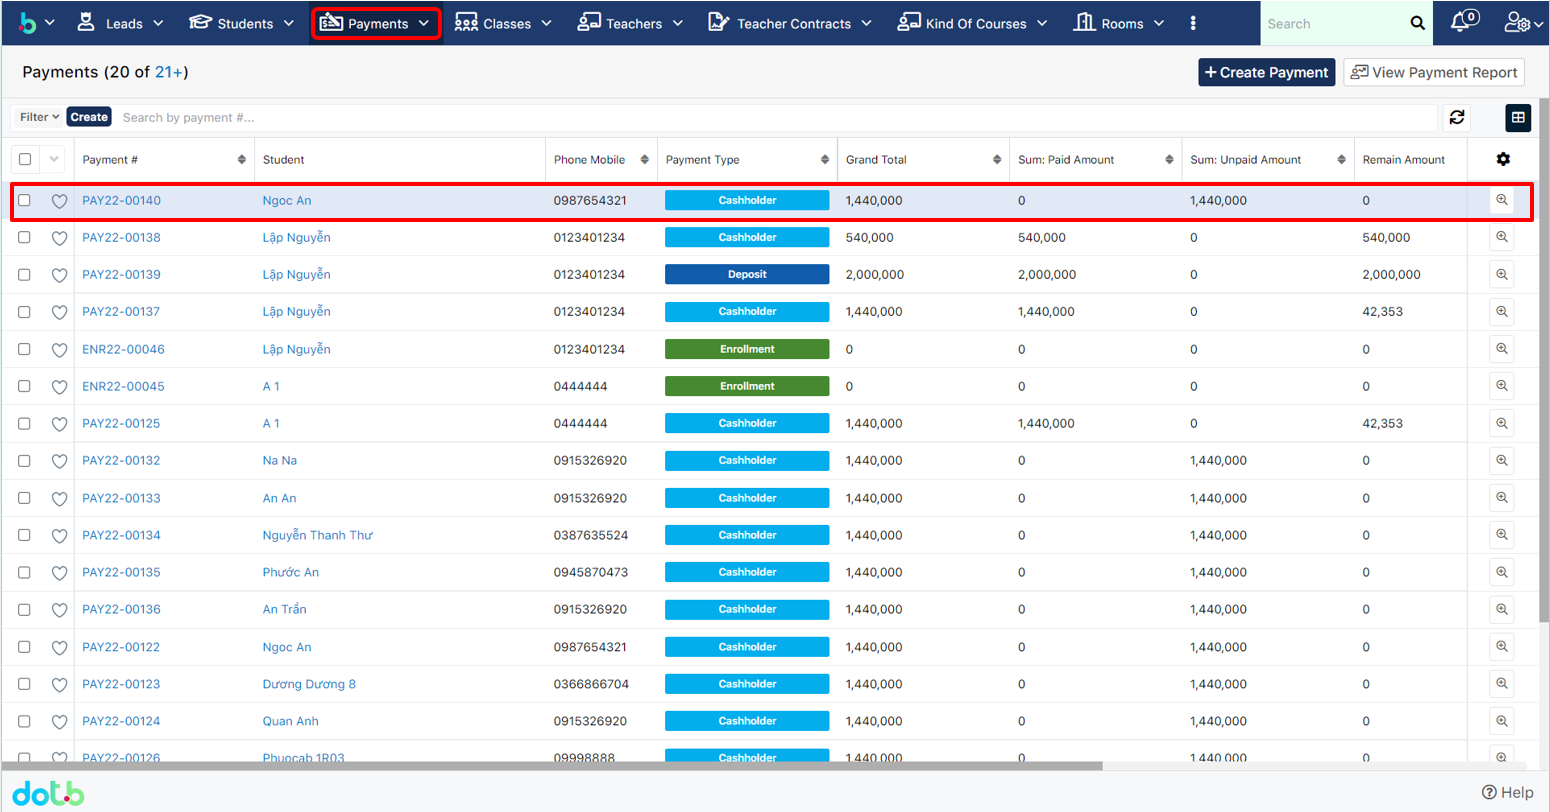 Leads Students Payments Classes Teachers Teacher Contracts Kind Of Courses Rooms Search 0
Payments (20 of 21+) Create Payment View Payment Report
Filter Create Search by payment #...
Payment # Student Phone Mobile Payment Type Grand Total Sum: Paid Amount Sum: Unpaid Amount Remain Amount
PAY22-00140 Ngoc An 0987654321 Cashholder 1,440,000 0 1,440,000 0
PAY22-00138 Lập Nguyễn 0123401234 Cashholder 540,000 540,000 0 540,000
PAY22-00139 Lập Nguyễn 0123401234 Deposit 2,000,000 2,000,000 0 2,000,000
PAY22-00137 Lập Nguyễn 0123401234 Cashholder 1,440,000 1,440,000 0 42,353
ENR22-00046 Lập Nguyễn 0123401234 Enrollment 0 0 0 0
ENR22-00045 A 1 0444444 Enrollment 0 0 0 0
PAY22-00125 A 1 0444444 Cashholder 1,440,000 1,440,000 0 42,353
PAY22-00132 Na Na 0915326920 Cashholder 1,440,000 0 1,440,000 0
PAY22-00133 An An 0915326920 Cashholder 1,440,000 0 1,440,000 0
PAY22-00134 Nguyễn Thanh Thư 0387635524 Cashholder 1,440,000 0 1,440,000 0
PAY22-00135 Phước An 0945870473 Cashholder 1,440,000 0 1,440,000 0
PAY22-00136 An Trần 0915326920 Cashholder 1,440,000 0 1,440,000 0
PAY22-00122 Ngoc An 0987654321 Cashholder 1,440,000 0 1,440,000 0
PAY22-00123 Dương Dương 8 0366866704 Cashholder 1,440,000 0 1,440,000 0
PAY22-00124 Quan Anh 0915326920 Cashholder 1,440,000 0 1,440,000 0
PAY22-00126 Phuocab 1R03 09998888 Cashholder 1,440,000 0 1,440,000 0
dotb Help